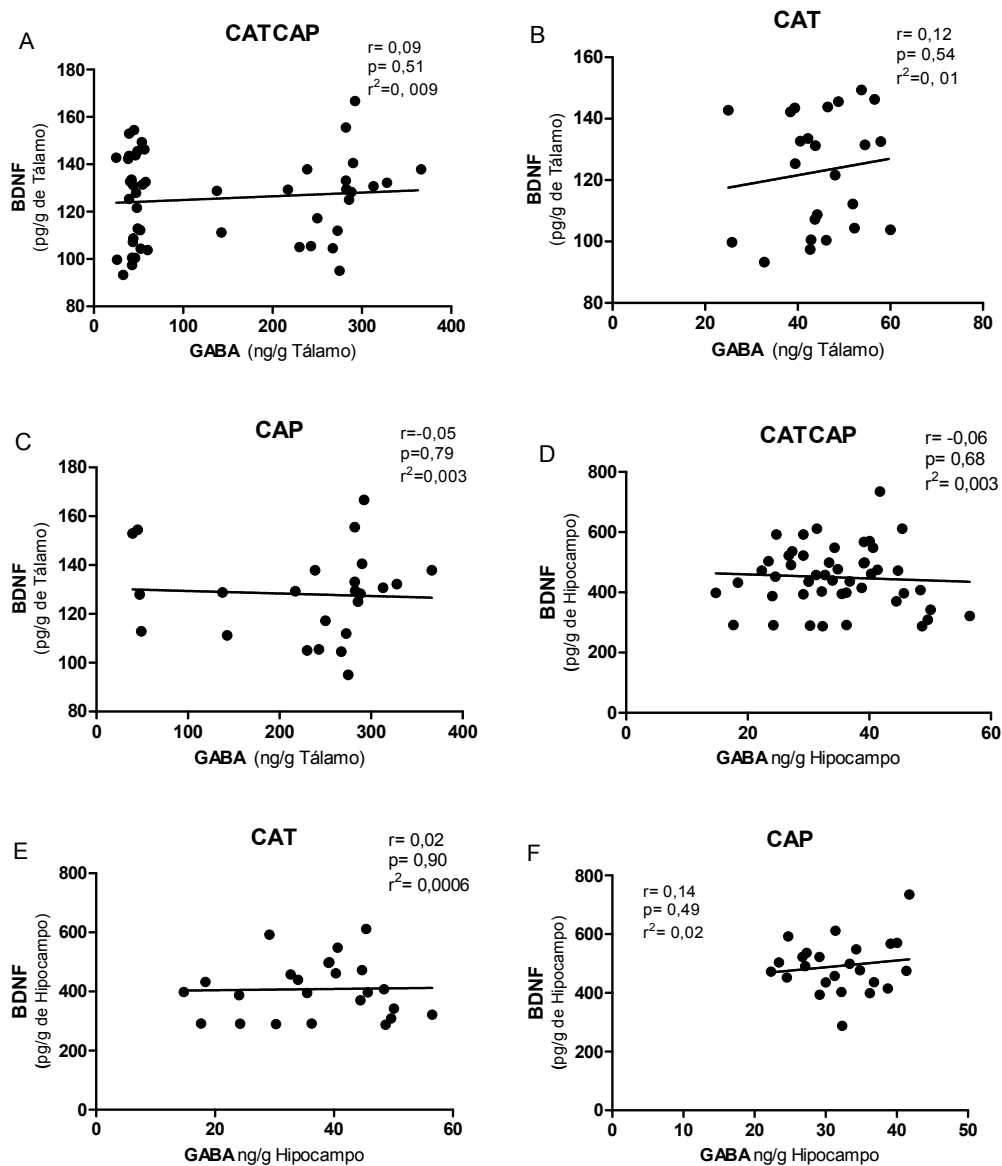 A
CATCAP
r= 0,09
p= 0,51
r²=0, 009
BDNF
(pg/g de Tálamo)
180
160
140
120
100
80
0 100 200 300 400
GABA (ng/g Tálamo)
B
CAT
r= 0,12
p= 0,54
r²=0, 01
BDNF
(pg/g de Tálamo)
160
140
120
100
80
0 20 40 60 80
GABA (ng/g Tálamo)
C
CAP
r=-0,05
p=0,79
r²=0,003
BDNF
(pg/g de Tálamo)
180
160
140
120
100
80
0 100 200 300 400
GABA (ng/g Tálamo)
D
CATCAP
r= -0,06
p= 0,68
r²= 0,003
BDNF
(pg/g de Hipocampo)
800
600
400
200
0
0 20 40 60
GABA ng/g Hipocampo
E
CAT
r= 0,02
p= 0,90
r²= 0,0006
BDNF
(pg/g de Hipocampo)
800
600
400
200
0
0 20 40 60
GABA ng/g Hipocampo
F
CAP
r= 0,14
p= 0,49
r²= 0,02
BDNF
(pg/g de Hipocampo)
800
600
400
200
0
0 10 20 30 40 50
GABA ng/g Hipocampo